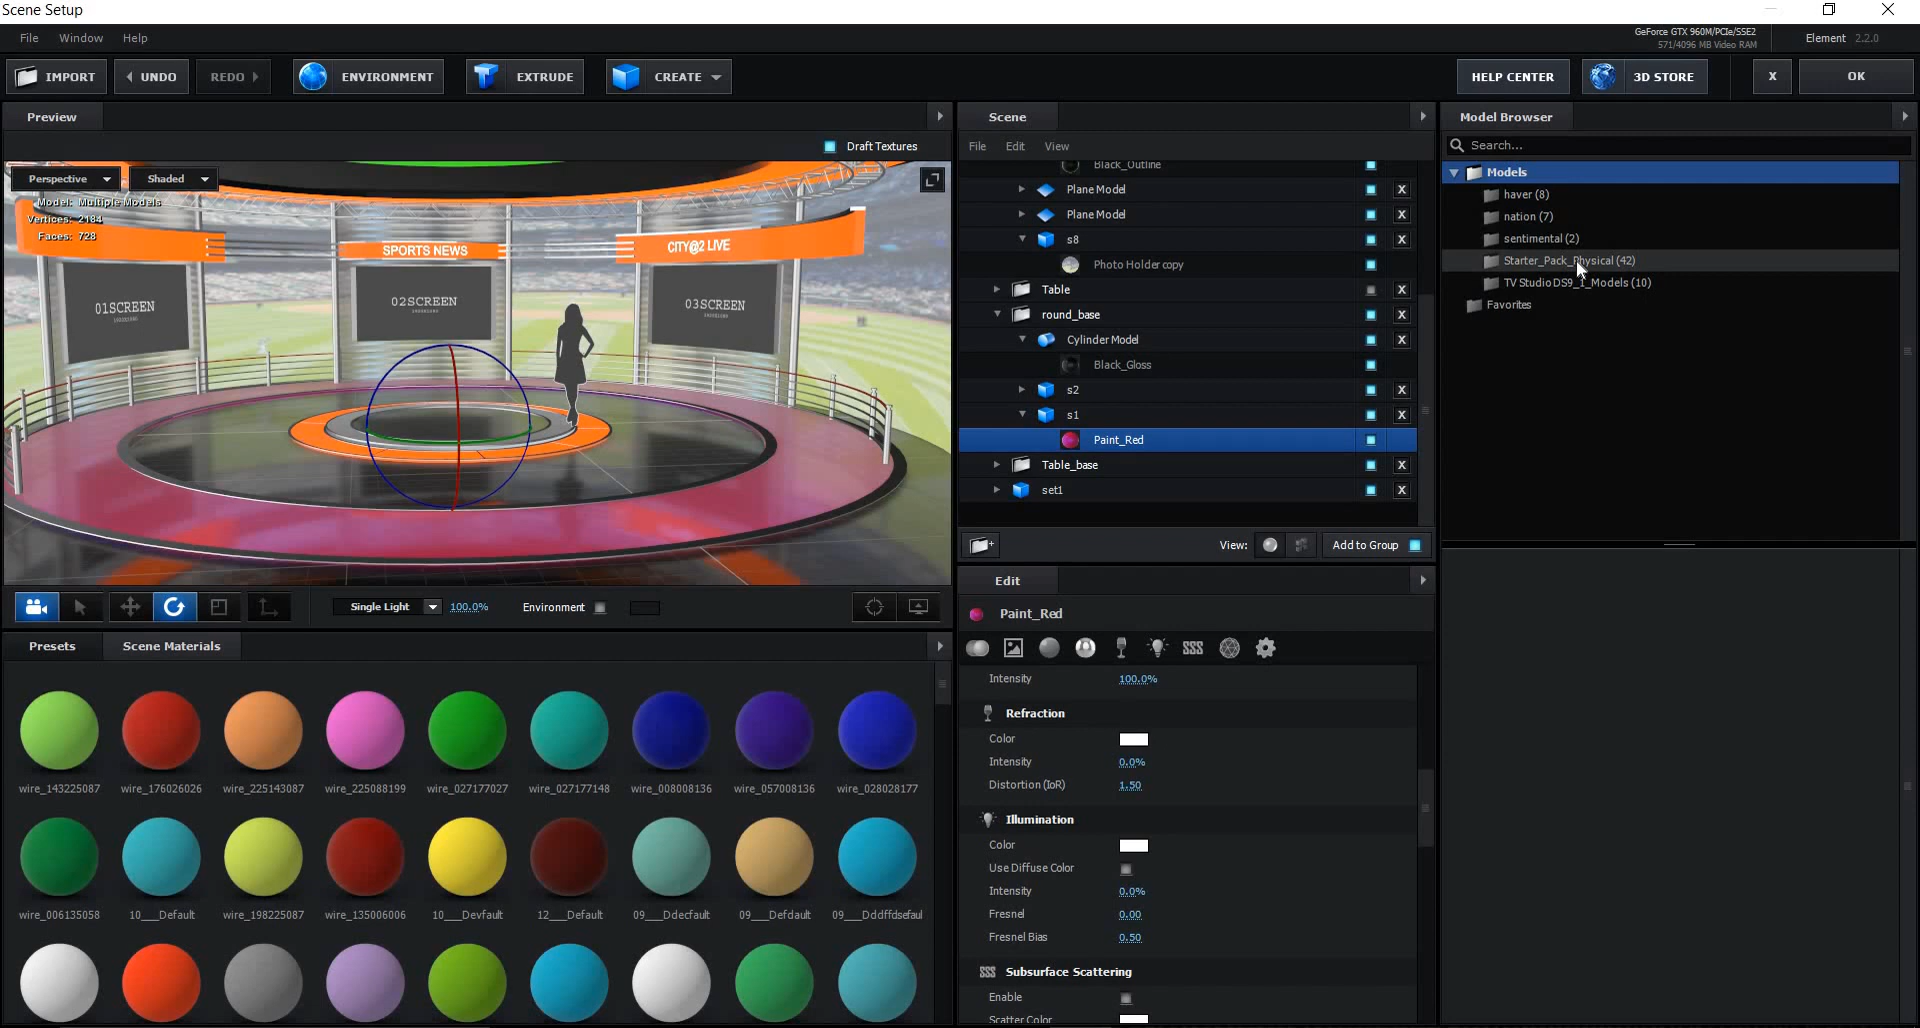 Scene Setup
File Window Help
GeForce GTX 960M/PCIe/SSE2
571/4096 MB Video RAM
Element 2.2.0
IMPORT UNDO REDO ENVIRONMENT EXTRUDE CREATE HELP CENTER 3D STORE X OK
Preview
Draft Textures
Perspective Shaded
Model: Multiple Models
Vertices: 2184
Faces: 728
SPORTS NEWS
CITY@2 LIVE
01SCREEN
02SCREEN
03SCREEN
Single Light 100.0% Environment
Presets Scene Materials
wire_143225087 wire_176026026 wire_225143087 wire_225088199 wire_027177027 wire_027177148 wire_008008136 wire_057008136 wire_028028177
wire_006135058 10___Default wire_198225087 wire_135006006 10___Devfault 12___Default 09___Ddecfault 09___Defdault 09___Dddffdsefaul
Scene
File Edit View
Black_Outline
Plane Model X
Plane Model X
s8 X
Photo Holder copy
Table X
round_base X
Cylinder Model X
Black_Gloss
s2 X
s1 X
Paint_Red
Table_base X
set1 X
View: Add to Group
Edit
Paint_Red
Intensity 100.0%
Refraction
Color
Intensity 0.0%
Distortion (IoR) 1.50
Illumination
Color
Use Diffuse Color
Intensity 0.0%
Fresnel 0.00
Fresnel Bias 0.50
Subsurface Scattering
Enable
Scatter Color
Model Browser
Search...
Models
haver (8)
nation (7)
sentimental (2)
Starter_Pack_Physical (42)
TV Studio DS9_1_Models (10)
Favorites